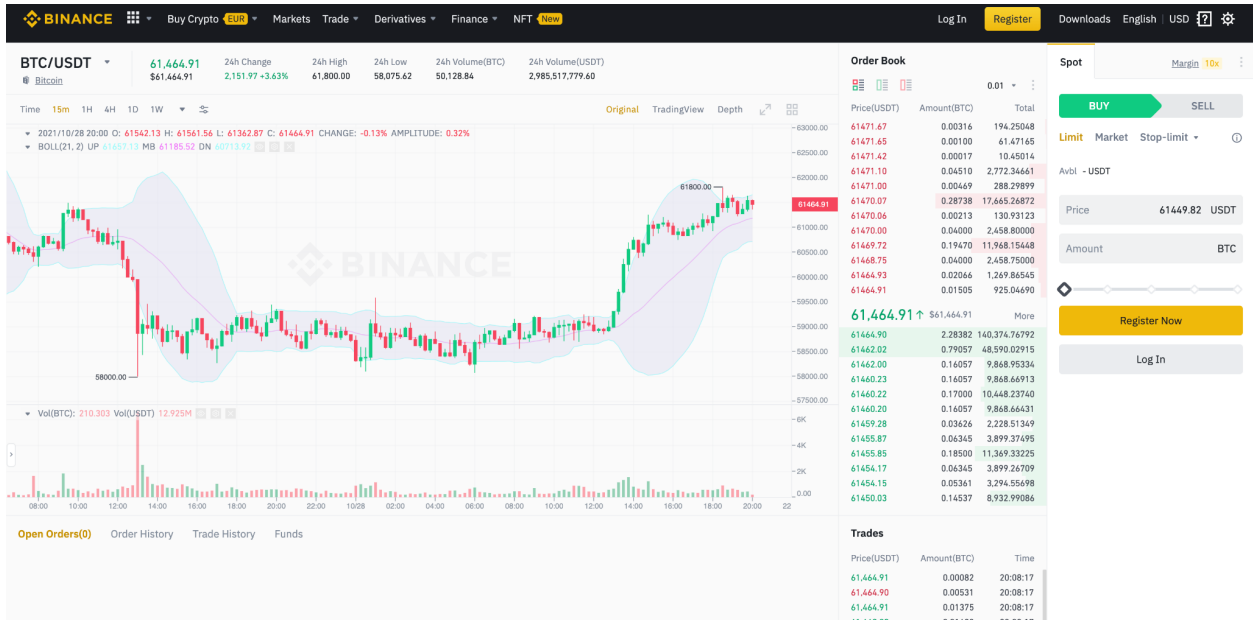 BINANCE Buy Crypto EUR Markets Trade Derivatives Finance NFT New Log In Register Downloads English | USD
BTC/USDT
Bitcoin
61,464.91
$61,464.91
24h Change
2,151.97 +3.63%
24h High
61,800.00
24h Low
58,075.62
24h Volume(BTC)
50,128.84
24h Volume(USDT)
2,985,517,779.60
Time 15m 1H 4H 1D 1W Original TradingView Depth
2021/10/28 20:00 O: 61542.13 H: 61561.56 L: 61362.87 C: 61464.91 CHANGE: -0.13% AMPLITUDE: 0.32%
BOLL(21, 2) UP 61657.13 MB 61185.52 DN 60713.92
63000.00
62500.00
62000.00
61800.00
61464.91
61000.00
60500.00
BINANCE
60000.00
59500.00
59000.00
58500.00
58000.00
58000.00
57500.00
Vol(BTC): 210.303 Vol(USDT) 12.925M
6K
4K
2K
0.00
08:00 10:00 12:00 14:00 16:00 18:00 20:00 22:00 10/28 02:00 04:00 06:00 08:00 10:00 12:00 14:00 16:00 18:00 20:00 22
Open Orders(0) Order History Trade History Funds
Order Book
0.01
Price(USDT) Amount(BTC) Total
61471.67 0.00316 194.25048
61471.65 0.00100 61.47165
61471.42 0.00017 10.45014
61471.10 0.04510 2,772.34661
61471.00 0.00469 288.29899
61470.07 0.28738 17,665.26872
61470.06 0.00213 130.93123
61470.00 0.04000 2,458.80000
61469.72 0.19470 11,968.15448
61468.75 0.04000 2,458.75000
61464.93 0.02066 1,269.86545
61464.91 0.01505 925.04690
61,464.91↑ $61,464.91 More
61464.90 2.28382 140,374.76792
61462.02 0.79057 48,590.02915
61462.00 0.16057 9,868.95334
61460.23 0.16057 9,868.66913
61460.22 0.17000 10,448.23740
61460.20 0.16057 9,868.66431
61459.28 0.03626 2,228.51349
61455.87 0.06345 3,899.37495
61455.85 0.18500 11,369.33225
61454.17 0.06345 3,899.26709
61454.15 0.05361 3,294.55698
61450.03 0.14537 8,932.99086
Trades
Price(USDT) Amount(BTC) Time
61,464.91 0.00082 20:08:17
61,464.90 0.00531 20:08:17
61,464.91 0.01375 20:08:17
Spot
Margin 10x
BUY SELL
Limit Market Stop-limit
Avbl - USDT
Price 61449.82 USDT
Amount BTC
Register Now
Log In